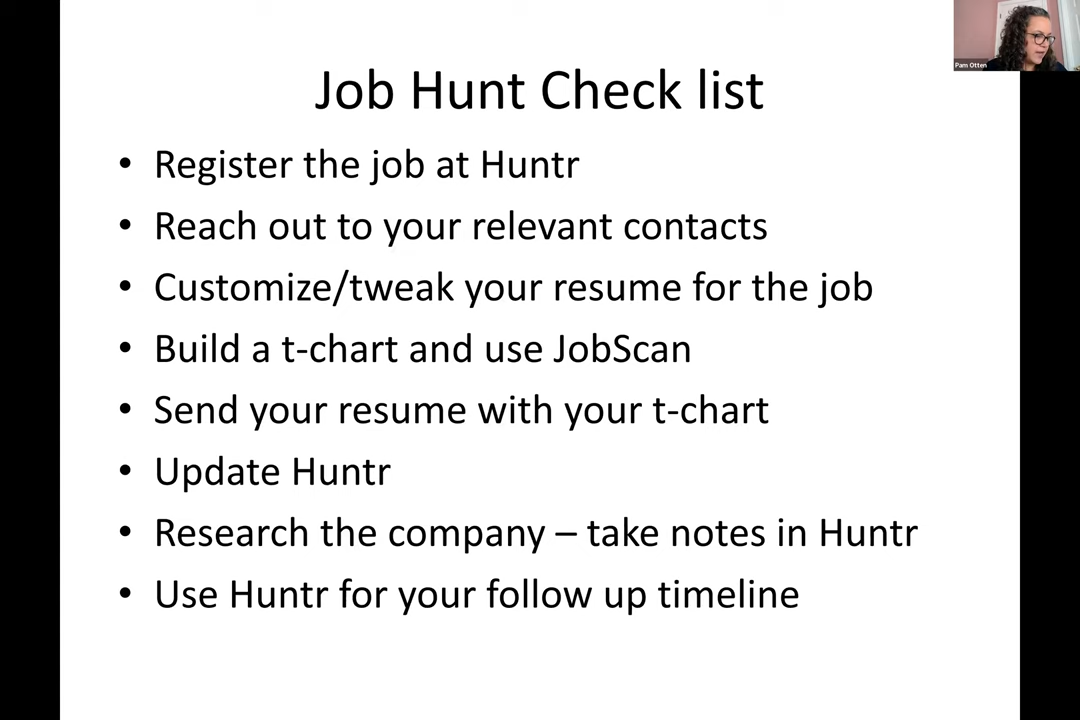 Pam Otten
Job Hunt Check list
• Register the job at Huntr
• Reach out to your relevant contacts
• Customize/tweak your resume for the job
• Build a t-chart and use JobScan
• Send your resume with your t-chart
• Update Huntr
• Research the company – take notes in Huntr
• Use Huntr for your follow up timeline